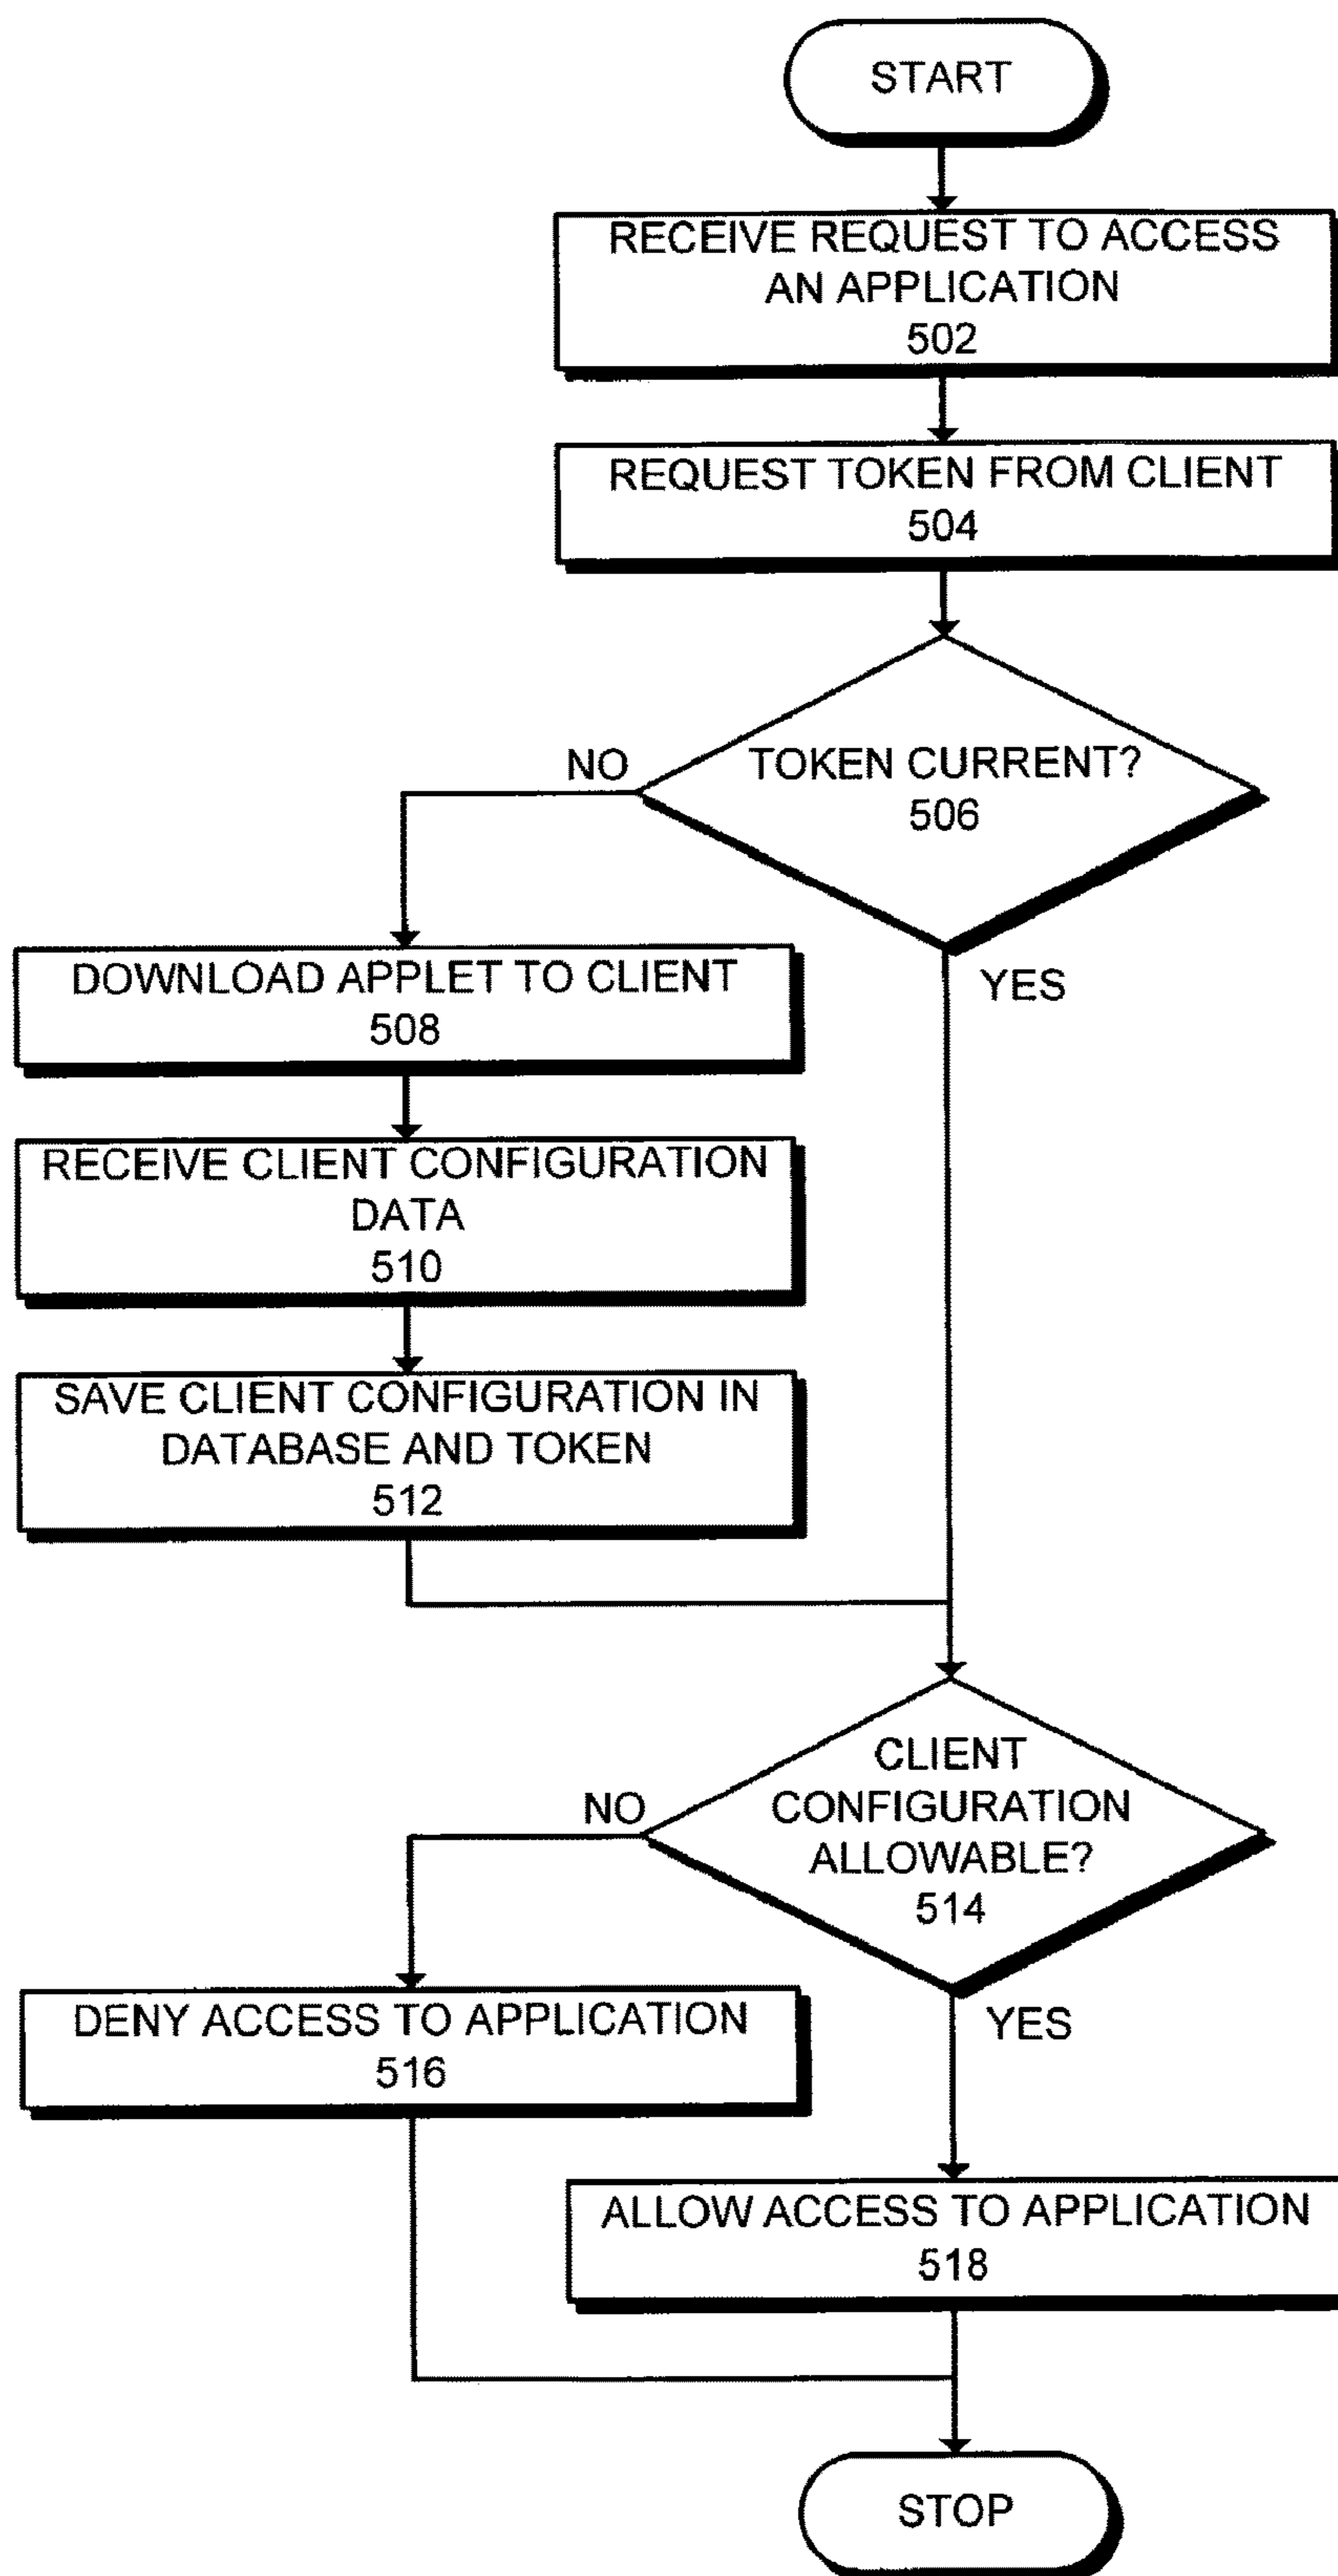 START
RECEIVE REQUEST TO ACCESS
AN APPLICATION
502
REQUEST TOKEN FROM CLIENT
504
TOKEN CURRENT?
506
NO
YES
DOWNLOAD APPLET TO CLIENT
508
RECEIVE CLIENT CONFIGURATION
DATA
510
SAVE CLIENT CONFIGURATION IN
DATABASE AND TOKEN
512
CLIENT
CONFIGURATION
ALLOWABLE?
514
NO
YES
DENY ACCESS TO APPLICATION
516
ALLOW ACCESS TO APPLICATION
518
STOP